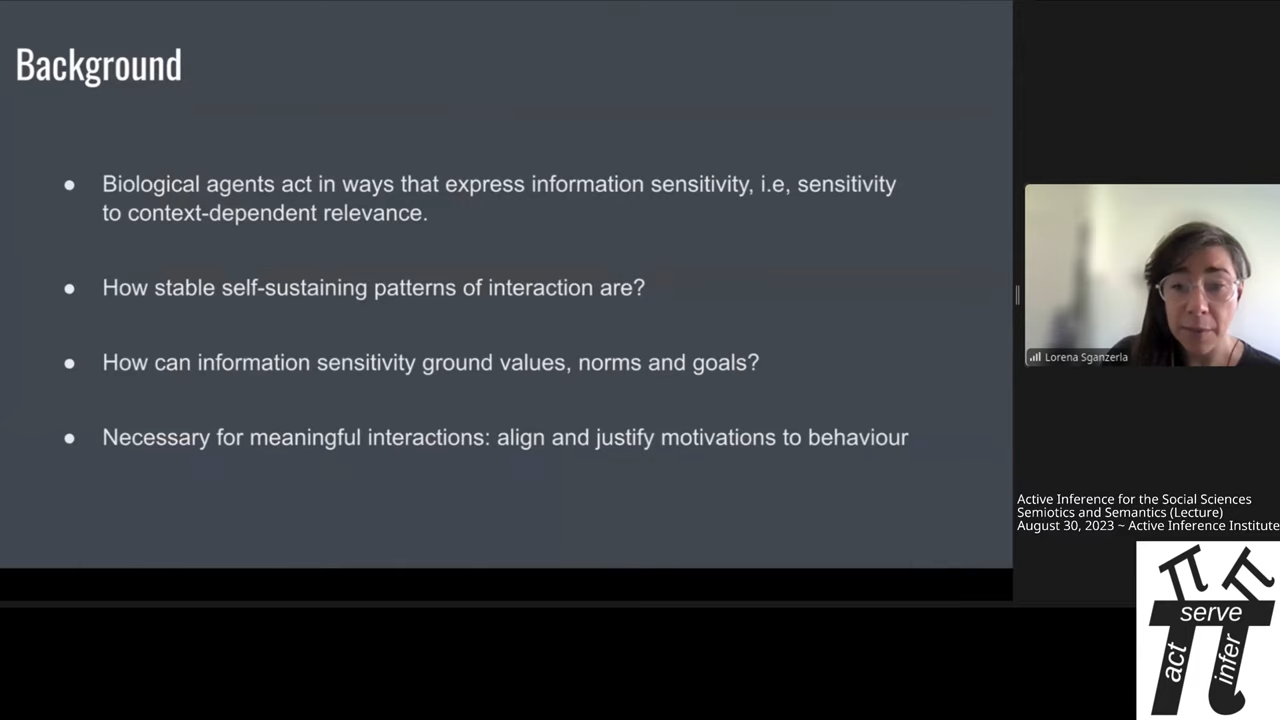 Background
● Biological agents act in ways that express information sensitivity, i.e, sensitivity
to context-dependent relevance.
● How stable self-sustaining patterns of interaction are?
● How can information sensitivity ground values, norms and goals?
● Necessary for meaningful interactions: align and justify motivations to behaviour
Lorena Sganzerla
Active Inference for the Social Sciences
Semiotics and Semantics (Lecture)
August 30, 2023 ~ Active Inference Institute
π π
serve
act
infer